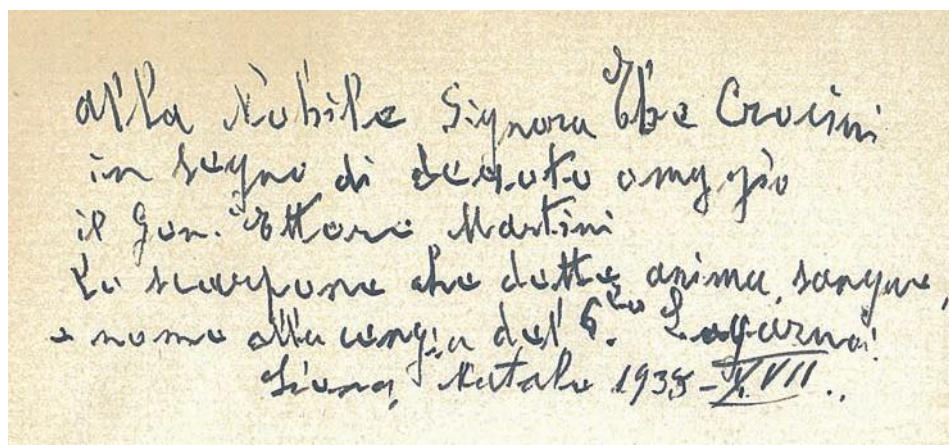 alla Nobile Signora Ebe Crocini
in segno di devoto omaggio
il Gen. Ettore Martini
Lo scarpone che dette anima, sangue,
e nome alla cengia del Lagazuoi.
Siena, Natale 1938-XVII.